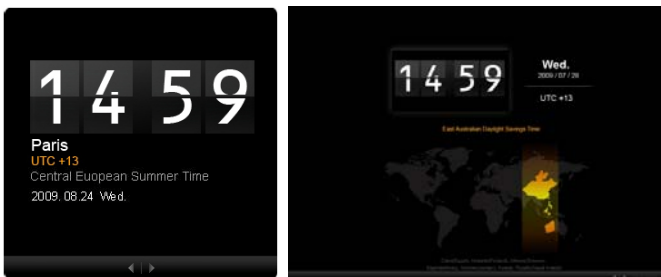 14 59
Paris
UTC +13
Central Euopean Summer Time
2009. 08.24 Wed.
14 59
Wed.
2009 / 07 / 28
UTC +13
East Australian Daylight Savings Time